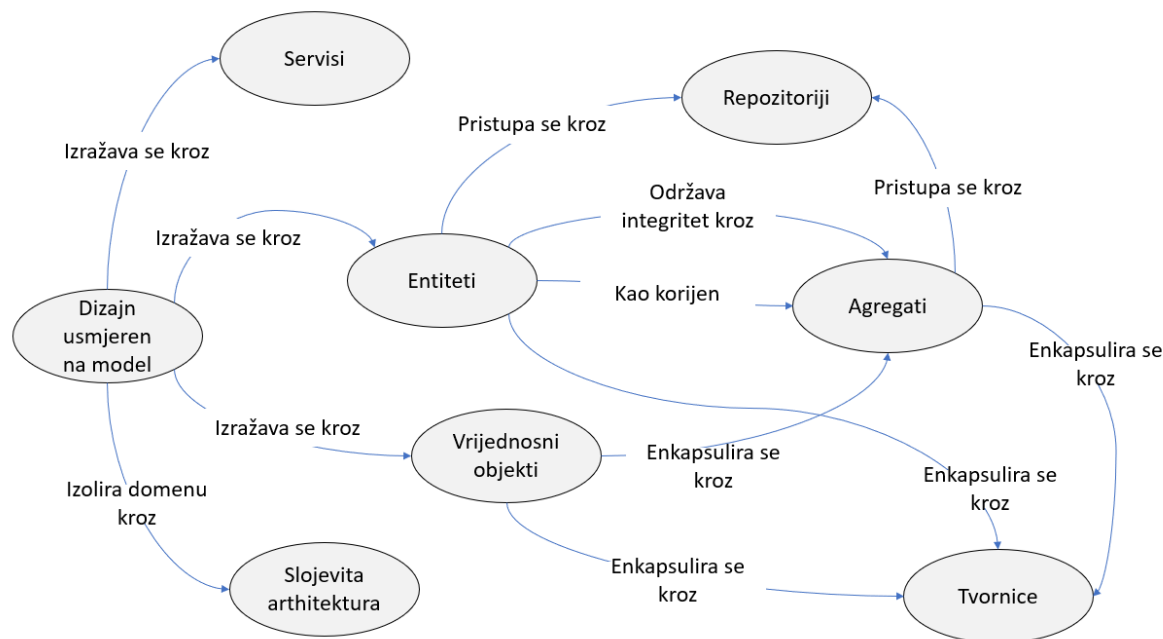 Servisi
Repozitoriji
Pristupa se kroz
Izražava se kroz
Održava
integritet kroz
Pristupa se kroz
Izražava se kroz
Entiteti
Kao korijen
Agregati
Dizajn
usmjeren
na model
Enkapsulira se
kroz
Izražava se kroz
Vrijednosni
objekti
Enkapsulira se
kroz
Enkapsulira se
kroz
Izolira domenu
kroz
Enkapsulira se
kroz
Slojevita
arthitektura
Tvornice